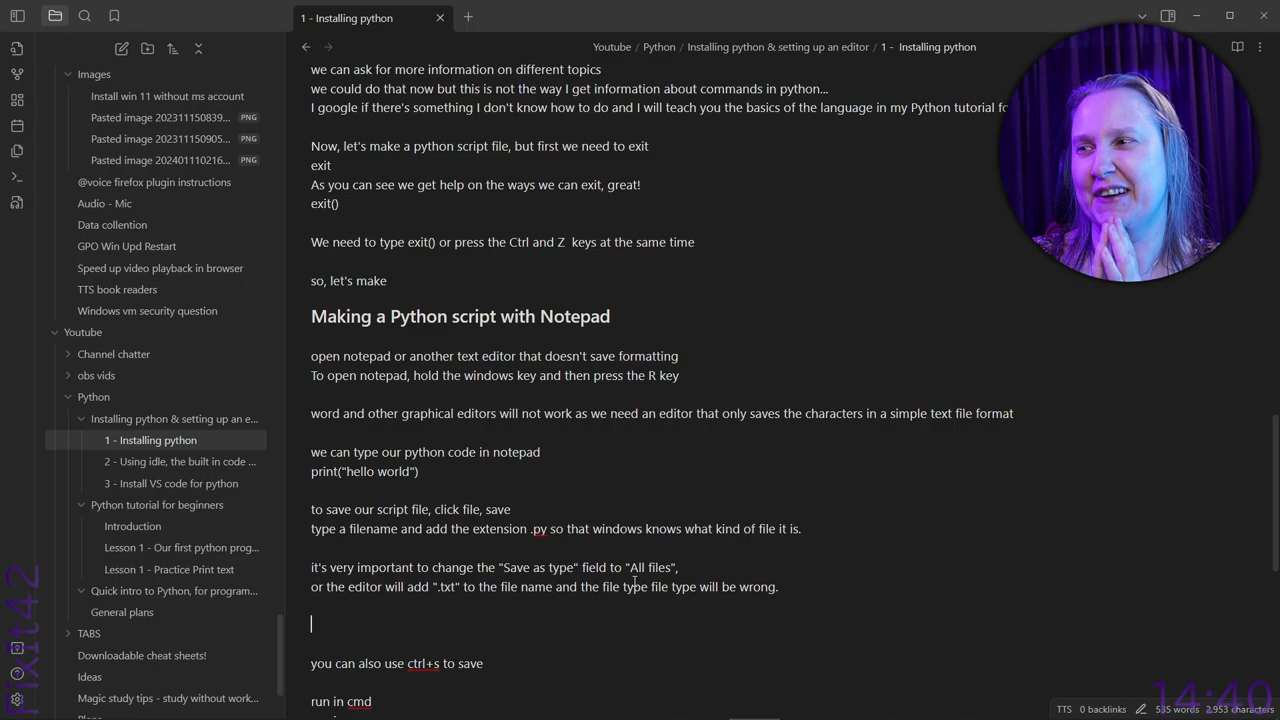 1 - Installing python
Youtube / Python / Installing python & setting up an editor / 1 - Installing python
Images
Install win 11 without ms account
Pasted image 202311150839... PNG
Pasted image 202311150905... PNG
Pasted image 202401110216... PNG
@voice firefox plugin instructions
Audio - Mic
Data collention
GPO Win Upd Restart
Speed up video playback in browser
TTS book readers
Windows vm security question
Youtube
Channel chatter
obs vids
Python
Installing python & setting up an e...
1 - Installing python
2 - Using idle, the built in code ...
3 - Install VS code for python
Python tutorial for beginners
Introduction
Lesson 1 - Our first python prog...
Lesson 1 - Practice Print text
Quick intro to Python, for program...
General plans
TABS
Downloadable cheat sheets!
Ideas
Magic study tips - study without work...
we can ask for more information on different topics
we could do that now but this is not the way I get information about commands in python...
I google if there's something I don't know how to do and I will teach you the basics of the language in my Python tutorial fo
Now, let's make a python script file, but first we need to exit
exit
As you can see we get help on the ways we can exit, great!
exit()
We need to type exit() or press the Ctrl and Z keys at the same time
so, let's make
Making a Python script with Notepad
open notepad or another text editor that doesn't save formatting
To open notepad, hold the windows key and then press the R key
word and other graphical editors will not work as we need an editor that only saves the characters in a simple text file format
we can type our python code in notepad
print("hello world")
to save our script file, click file, save
type a filename and add the extension .py so that windows knows what kind of file it is.
it's very important to change the "Save as type" field to "All files",
or the editor will add ".txt" to the file name and the file type file type will be wrong.
you can also use ctrl+s to save
run in cmd
TTS 0 backlinks 535 words 2,953 characters
Fixit42
14:40